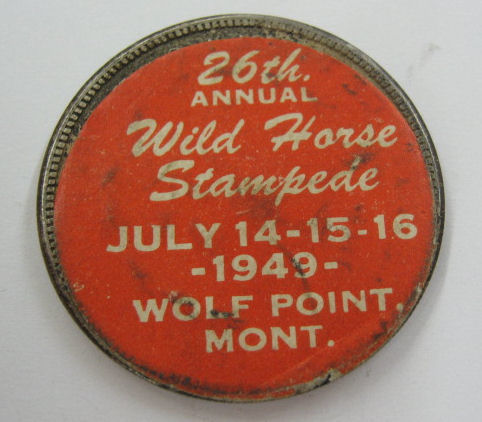 26th.
ANNUAL
Wild Horse
Stampede
JULY 14-15-16
-1949-
WOLF POINT,
MONT.